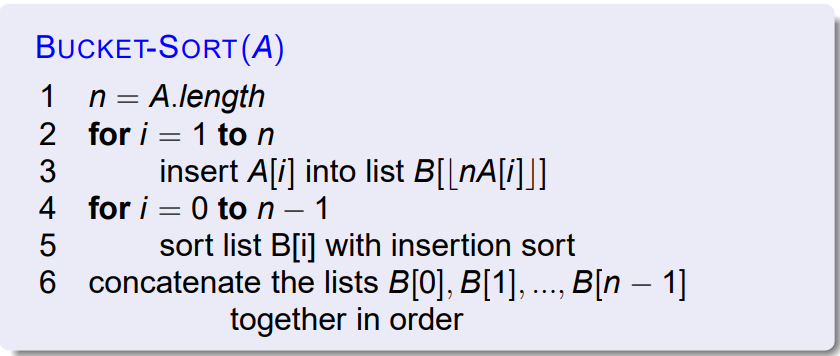 BUCKET-SORT(A)
1 n = A.length
2 for i = 1 to n
3 insert A[i] into list B[⌊nA[i]⌋]
4 for i = 0 to n − 1
5 sort list B[i] with insertion sort
6 concatenate the lists B[0], B[1], ..., B[n − 1]
together in order